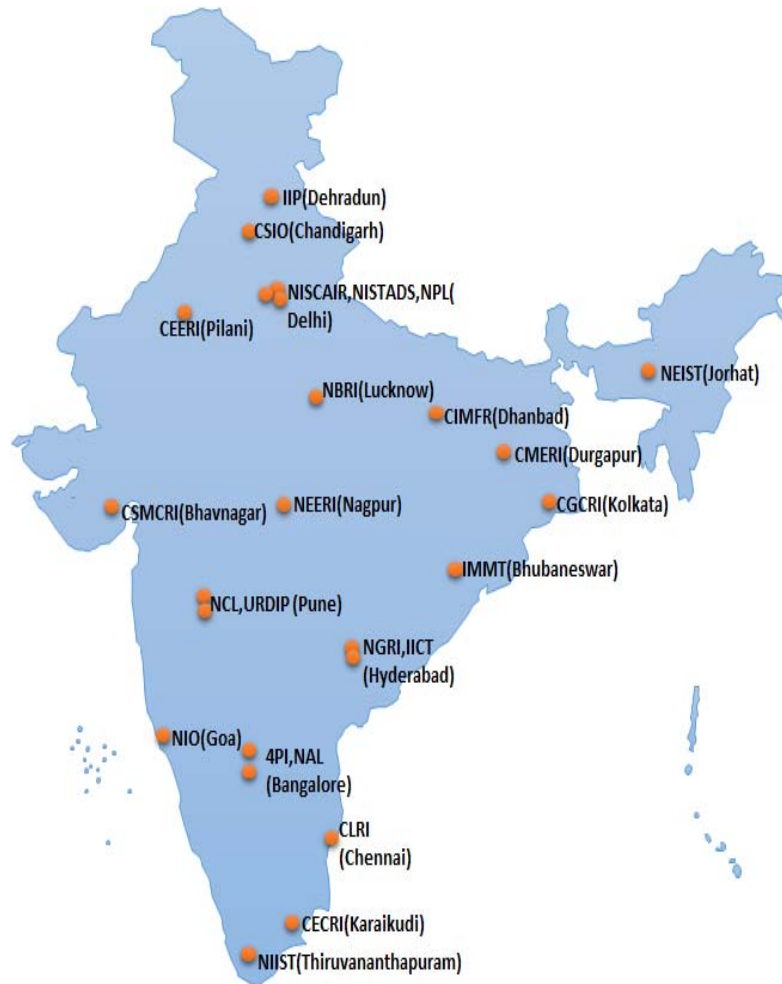 IIP(Dehradun)
CSIO(Chandigarh)
NISCAIR,NISTADS,NPL(
Delhi)
CEERI(Pilani)
NEIST(Jorhat)
NBRI(Lucknow)
CIMFR(Dhanbad)
CMERI(Durgapur)
CSMCRI(Bhavnagar)
NEERI(Nagpur)
CGCRI(Kolkata)
IMMT(Bhubaneswar)
NCL,URDIP (Pune)
NGRI,IICT
(Hyderabad)
NIO(Goa)
4PI,NAL
(Bangalore)
CLRI
(Chennai)
CECRI(Karaikudi)
NIIST(Thiruvananthapuram)